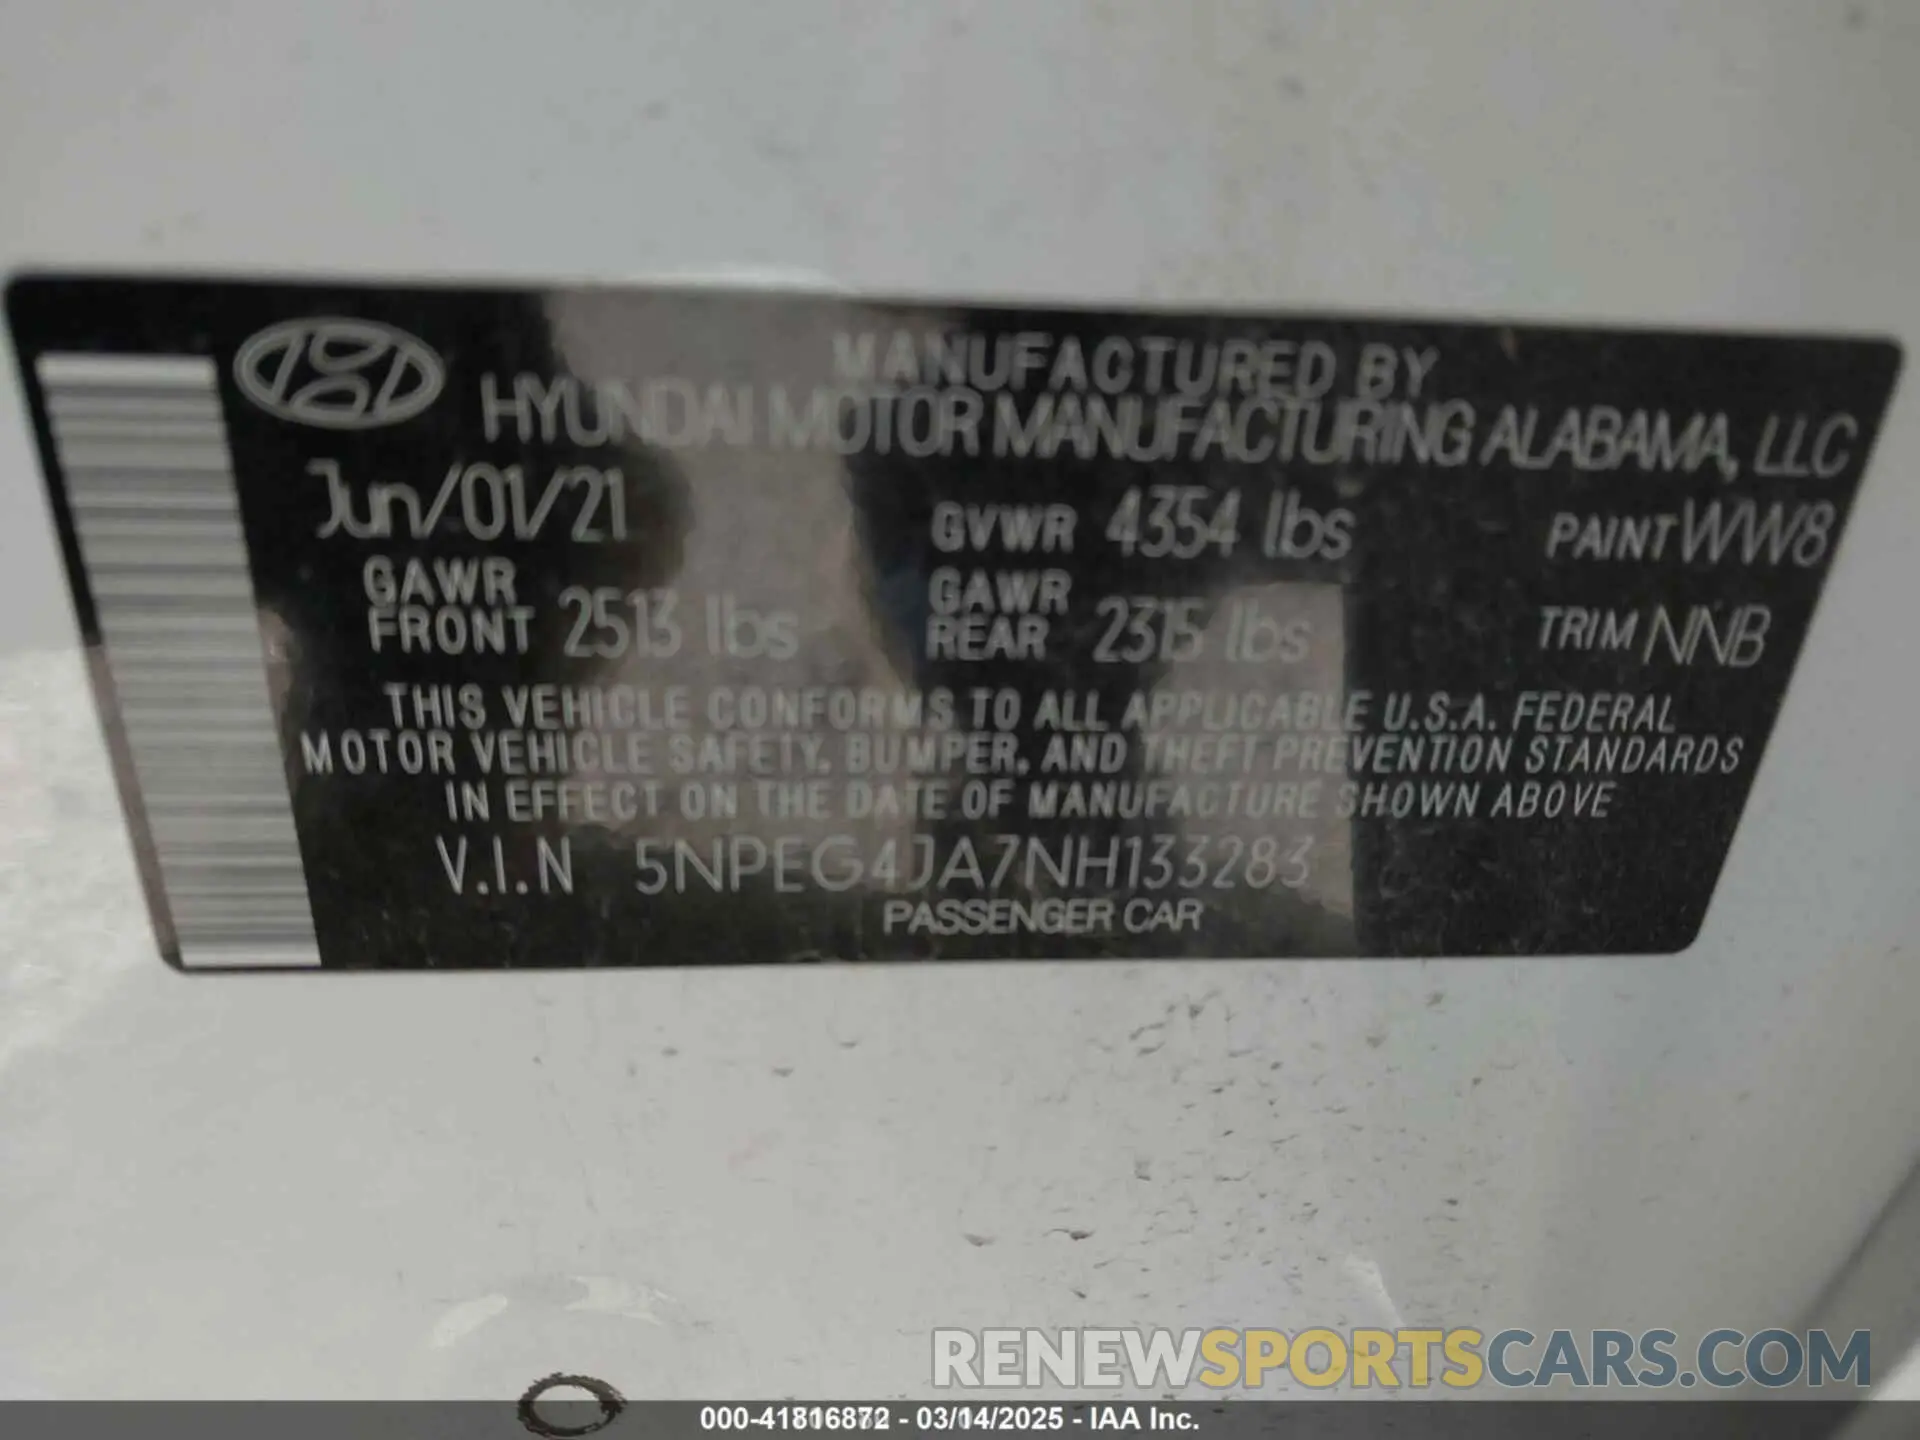 MANUFACTURED BY
HYUNDAI MOTOR MANUFACTURING ALABAMA, LLC
Jun/01/21 GVWR 4354 lbs PAINT WW8
GAWR FRONT 2513 lbs GAWR REAR 2315 lbs TRIM NNB
THIS VEHICLE CONFORMS TO ALL APPLICABLE U.S.A. FEDERAL
MOTOR VEHICLE SAFETY, BUMPER, AND THEFT PREVENTION STANDARDS
IN EFFECT ON THE DATE OF MANUFACTURE SHOWN ABOVE
V.I.N 5NPEG4JA7NH133283
PASSENGER CAR
RENEWSPORTSCARS.COM
000-41816872 - 03/04/2025 - IAA Inc.